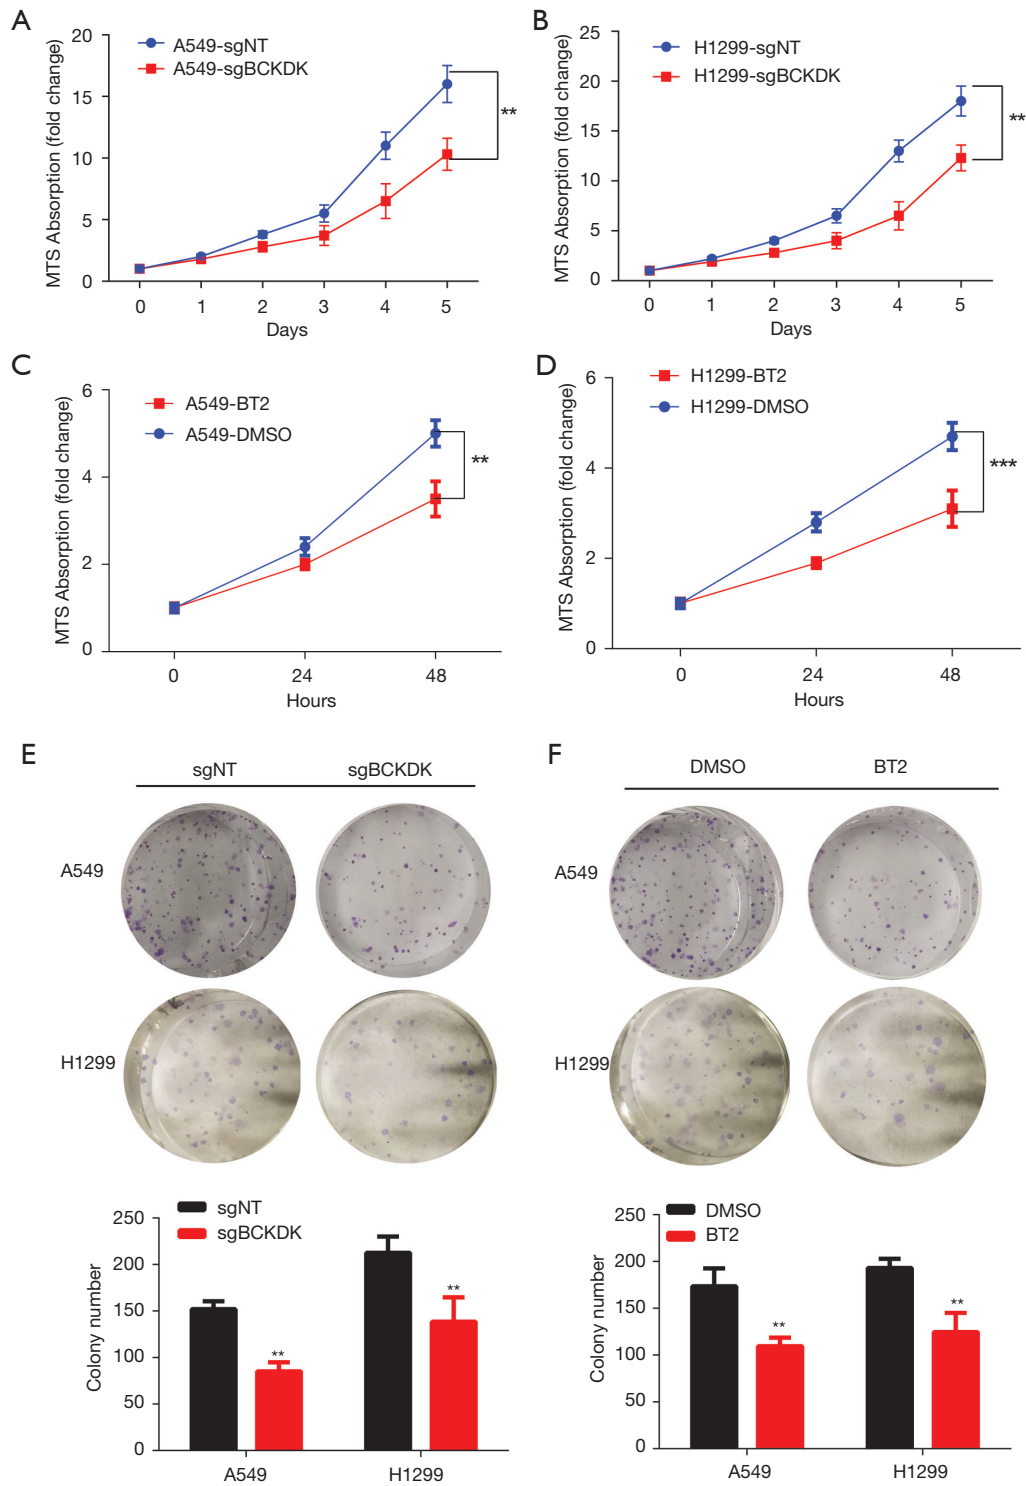 A
A549-sgNT
A549-sgBCKDK
MTS Absorption (fold change)
20
15
10
5
0
**
0 1 2 3 4 5
Days
B
H1299-sgNT
H1299-sgBCKDK
MTS Absorption (fold change)
25
20
15
10
5
0
**
0 1 2 3 4 5
Days
C
A549-BT2
A549-DMSO
MTS Absorption (fold change)
6
4
2
0
**
0 24 48
Hours
D
H1299-BT2
H1299-DMSO
MTS Absorption (fold change)
6
4
2
0
***
0 24 48
Hours
E
sgNT sgBCKDK
A549
H1299
sgNT
sgBCKDK
Colony number
250
200
150
100
50
0
**
**
A549 H1299
F
DMSO BT2
A549
H1299
DMSO
BT2
Colony number
250
200
150
100
50
0
**
**
A549 H1299